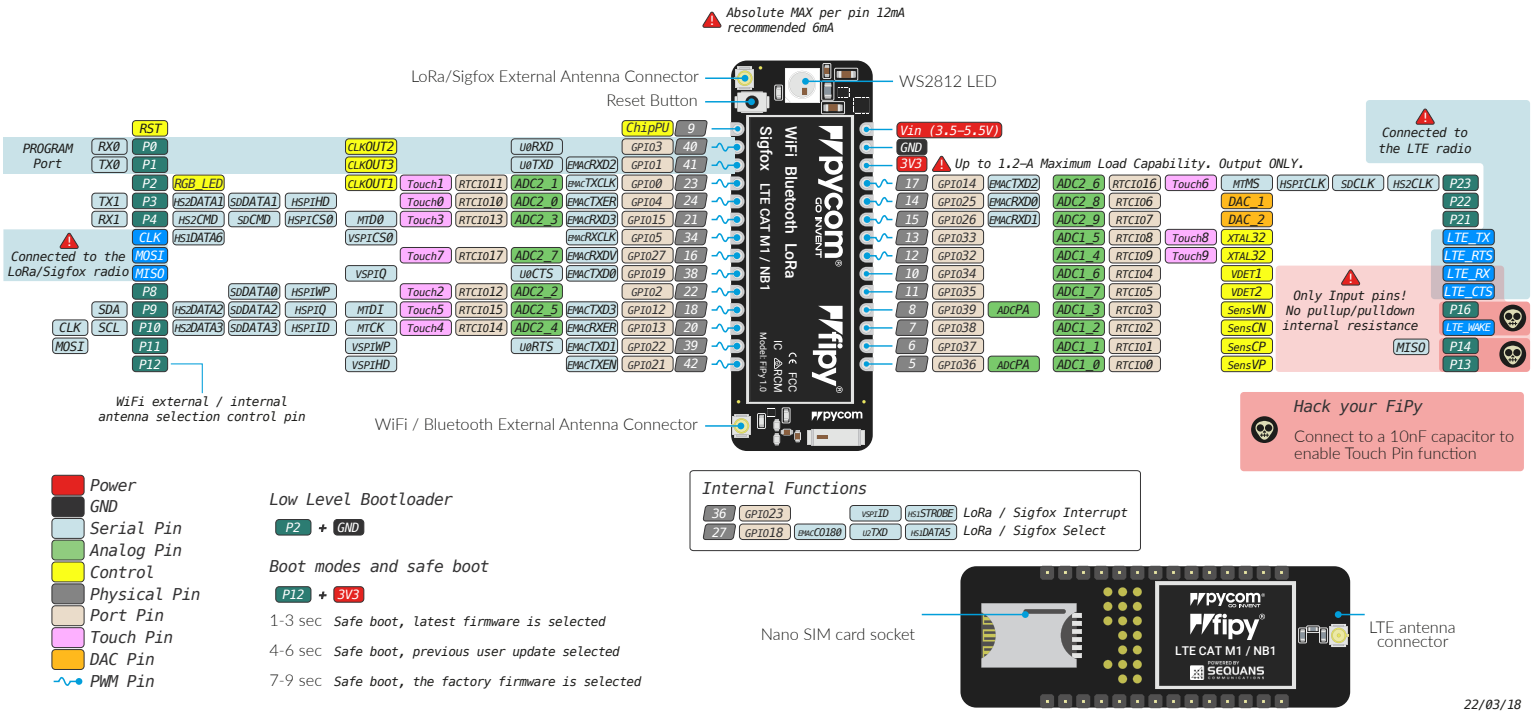 Absolute MAX per pin 12mA
recommended 6mA
LoRa/Sigfox External Antenna Connector
WS2812 LED
Reset Button
RST ChipPU 9 Vin (3.5-5.5V)
PROGRAM
Port
RX0 P0 CLKOUT2 U0RXD GPIO3 40 GND
TX0 P1 CLKOUT3 U0TXD EMACRXD2 GPIO1 41 3V3 Up to 1.2-A Maximum Load Capability. Output ONLY.
P2 RGB_LED CLKOUT1 Touch1 RTCIO11 ADC2_1 EMACTXCLK GPIO0 23 17 GPIO14 EMACTXD2 ADC2_6 RTCIO16 Touch6 MTMS HSPICLK SDCLK HS2CLK P23
TX1 P3 HS2DATA1 SDDATA1 HSPIHD Touch0 RTCIO10 ADC2_0 EMACTXER GPIO4 24 14 GPIO25 EMACRXD0 ADC2_8 RTCIO6 DAC_1 P22
RX1 P4 HS2CMD SDCMD HSPICS0 MTD0 Touch3 RTCIO13 ADC2_3 EMACRXD3 GPIO15 21 15 GPIO26 EMACRXD1 ADC2_9 RTCIO7 DAC_2 P21
CLK HS1DATA6 VSPICS0 EMACRXCLK GPIO5 34 13 GPIO33 ADC1_5 RTCIO8 Touch8 XTAL32 LTE_TX
MOSI Touch7 RTCIO17 ADC2_7 EMACRXDV GPIO27 16 12 GPIO32 ADC1_4 RTCIO9 Touch9 XTAL32 LTE_RTS
MISO VSPIQ U0CTS EMACTXD0 GPIO19 38 10 GPIO34 ADC1_6 RTCIO4 VDET1 LTE_RX
P8 SDDATA0 HSPIWP Touch2 RTCIO12 ADC2_2 GPIO2 22 11 GPIO35 ADC1_7 RTCIO5 VDET2 LTE_CTS
SDA P9 HS2DATA2 SDDATA2 HSPIQ MTDI Touch5 RTCIO15 ADC2_5 EMACTXD3 GPIO12 18 8 GPIO39 ADCPA ADC1_3 RTCIO3 SensVN P16
CLK SCL P10 HS2DATA3 SDDATA3 HSPIID MTCK Touch4 RTCIO14 ADC2_4 EMACRXER GPIO13 20 7 GPIO38 ADC1_2 RTCIO2 SensCN LTE_WAKE
MOSI P11 VSPIWP U0RTS EMACTXD1 GPIO22 39 6 GPIO37 ADC1_1 RTCIO1 SensCP MISO P14
P12 VSPIHD EMACTXEN GPIO21 42 5 GPIO36 ADCPA ADC1_0 RTCIO0 SensVP P13
Connected to the
LoRa/Sigfox radio
Connected to
the LTE radio
Only Input pins!
No pullup/pulldown
internal resistance
pycom
GO INVENT
WiFi Bluetooth LoRa
Sigfox LTE CAT M1 / NB1
fipy
CE FCC
IC RCM
Model: FiPy 1.0
pycom
WiFi external / internal
antenna selection control pin
WiFi / Bluetooth External Antenna Connector
Hack your FiPy
Connect to a 10nF capacitor to
enable Touch Pin function
Power
GND
Serial Pin
Analog Pin
Control
Physical Pin
Port Pin
Touch Pin
DAC Pin
PWM Pin
Low Level Bootloader
P2 + GND
Boot modes and safe boot
P12 + 3V3
1-3 sec Safe boot, latest firmware is selected
4-6 sec Safe boot, previous user update selected
7-9 sec Safe boot, the factory firmware is selected
Internal Functions
36 GPIO23 VSPIID HS1STROBE LoRa / Sigfox Interrupt
27 GPIO18 EMACCO180 U2TXD HS1DATA5 LoRa / Sigfox Select
Nano SIM card socket
pycom
GO INVENT
fipy
LTE CAT M1 / NB1
POWERED BY
SEQUANS
COMMUNICATIONS
LTE antenna
connector
22/03/18